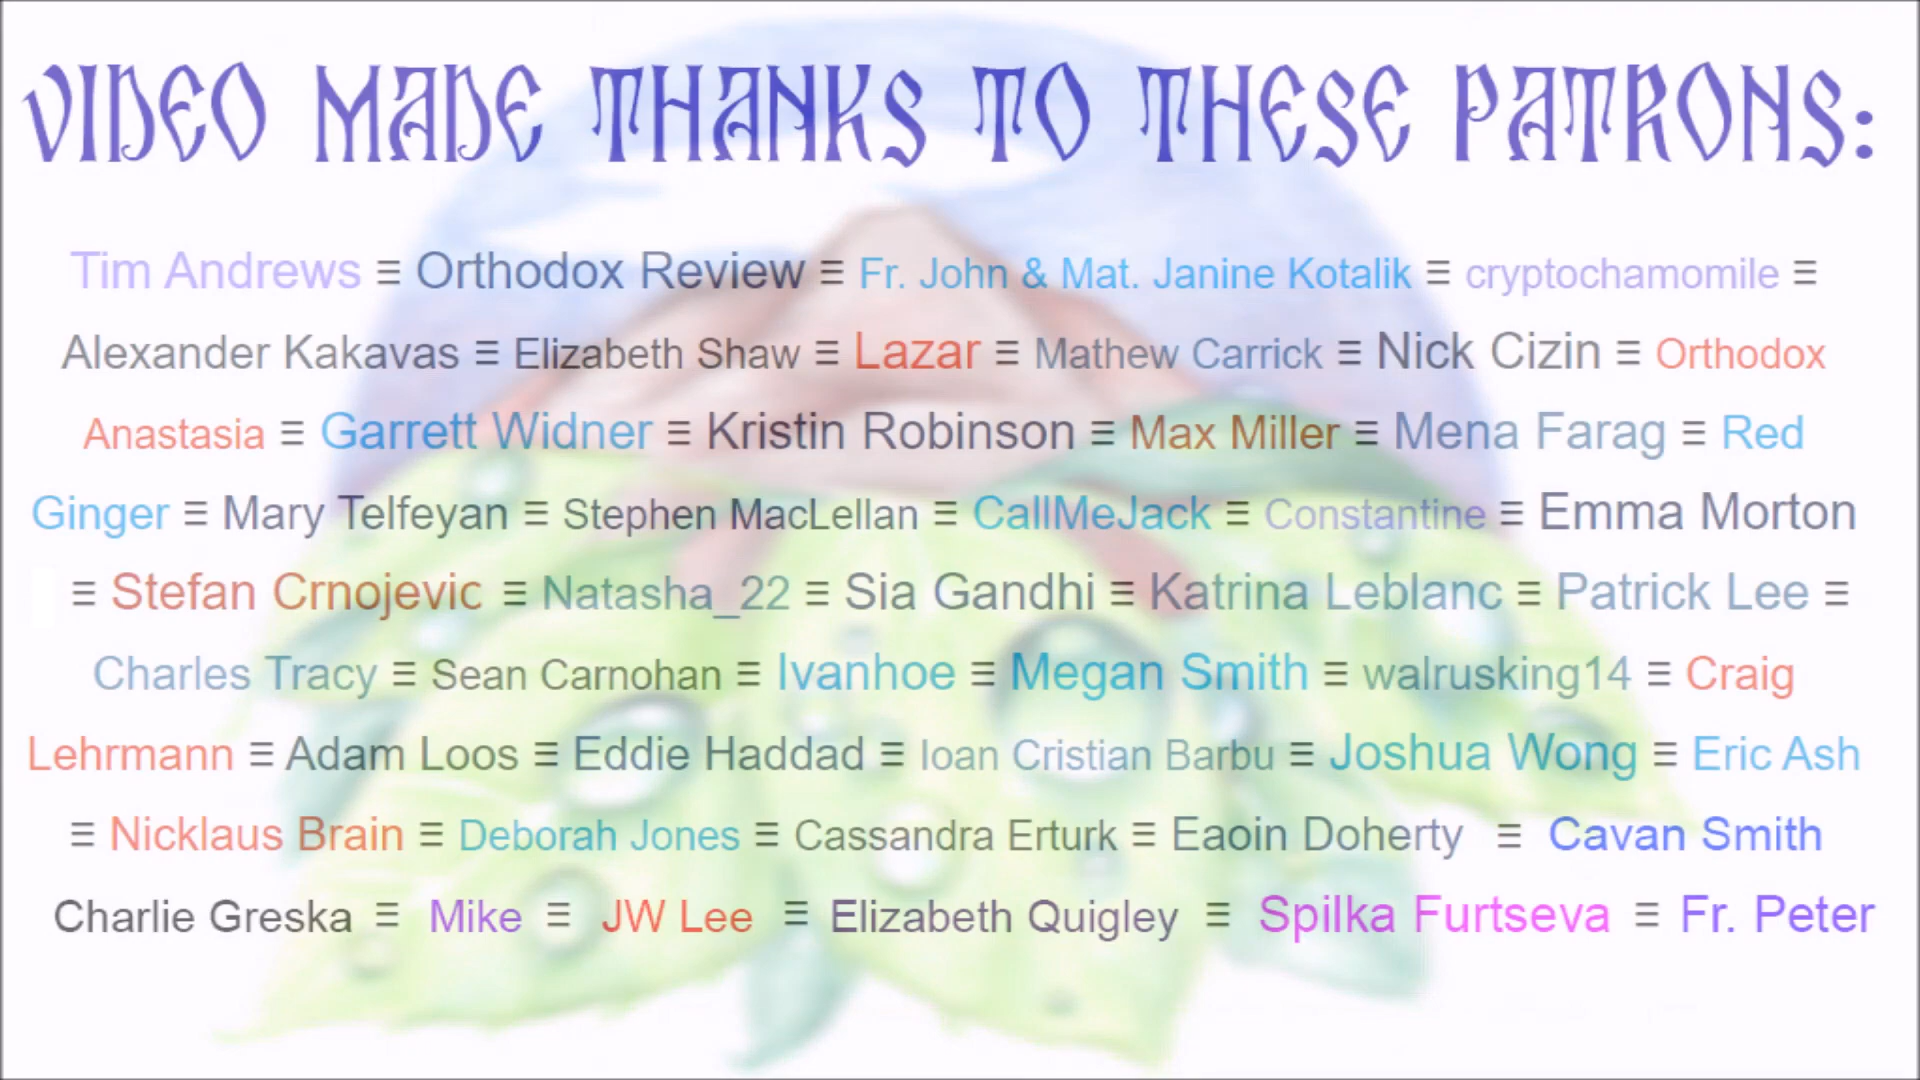 VIDEO MADE THANKS TO THESE PATRONS:
Tim Andrews ≡ Orthodox Review ≡ Fr. John & Mat. Janine Kotalik ≡ cryptochamomile ≡
Alexander Kakavas ≡ Elizabeth Shaw ≡ Lazar ≡ Mathew Carrick ≡ Nick Cizin ≡ Orthodox
Anastasia ≡ Garrett Widner ≡ Kristin Robinson ≡ Max Miller ≡ Mena Farag ≡ Red
Ginger ≡ Mary Telfeyan ≡ Stephen MacLellan ≡ CallMeJack ≡ Constantine ≡ Emma Morton
≡ Stefan Crnojevic ≡ Natasha_22 ≡ Sia Gandhi ≡ Katrina Leblanc ≡ Patrick Lee ≡
Charles Tracy ≡ Sean Carnohan ≡ Ivanhoe ≡ Megan Smith ≡ walrusking14 ≡ Craig
Lehrmann ≡ Adam Loos ≡ Eddie Haddad ≡ Ioan Cristian Barbu ≡ Joshua Wong ≡ Eric Ash
≡ Nicklaus Brain ≡ Deborah Jones ≡ Cassandra Erturk ≡ Eaoin Doherty ≡ Cavan Smith
Charlie Greska ≡ Mike ≡ JW Lee ≡ Elizabeth Quigley ≡ Spilka Furtseva ≡ Fr. Peter